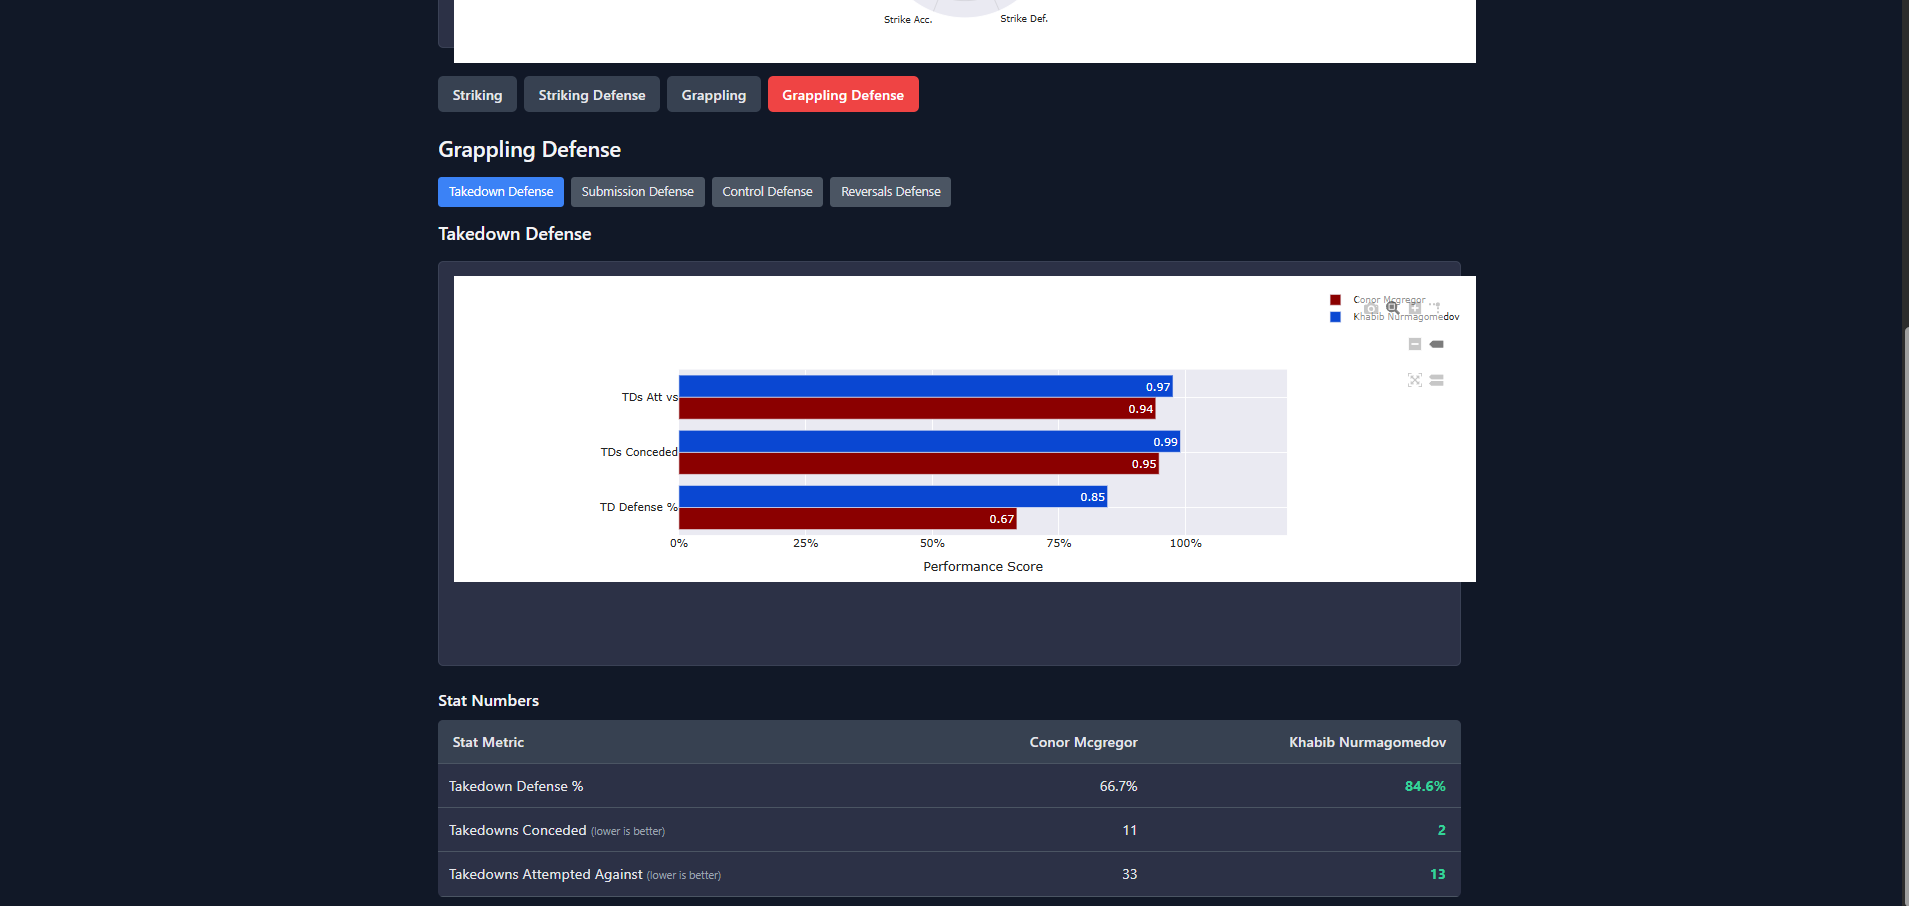 Strike Acc. Strike Def.
Striking Striking Defense Grappling Grappling Defense
Grappling Defense
Takedown Defense Submission Defense Control Defense Reversals Defense
Takedown Defense
Conor Mcgregor
Khabib Nurmagomedov
TDs Att vs 0.97
0.94
TDs Conceded 0.99
0.95
TD Defense % 0.85
0.67
0% 25% 50% 75% 100%
Performance Score
Stat Numbers
Stat Metric Conor Mcgregor Khabib Nurmagomedov
Takedown Defense % 66.7% 84.6%
Takedowns Conceded (lower is better) 11 2
Takedowns Attempted Against (lower is better) 33 13